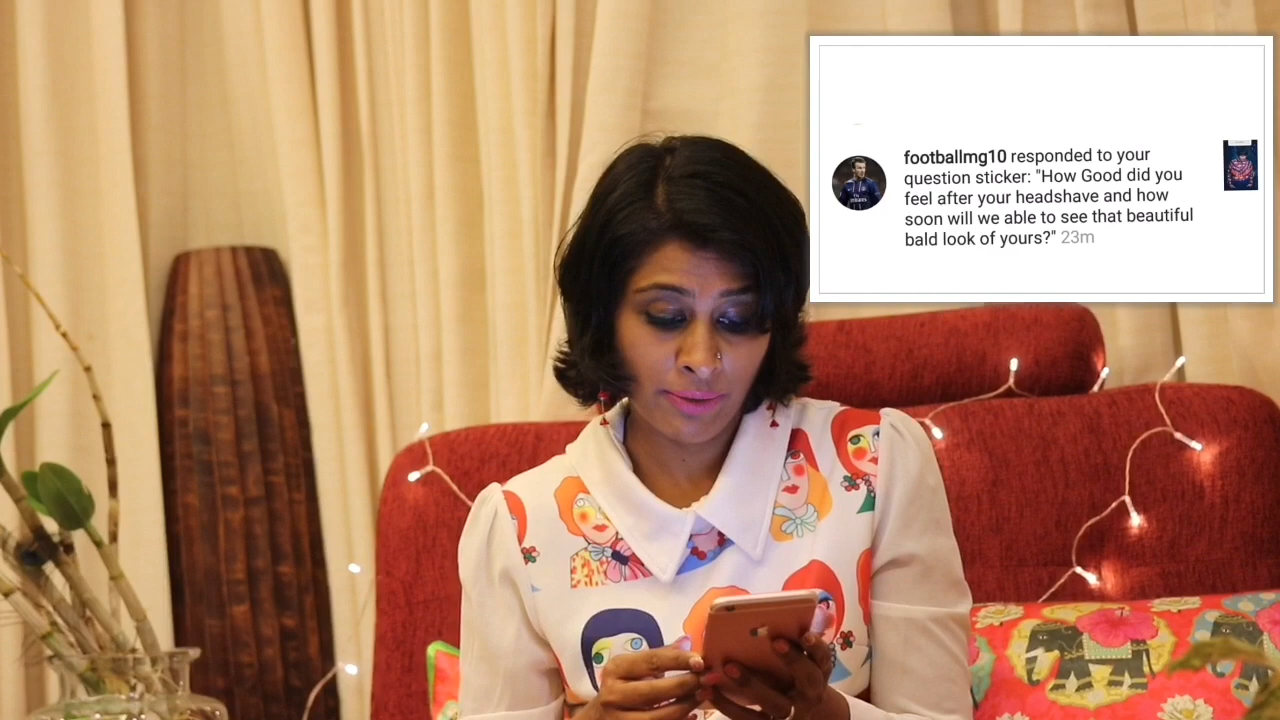 footballmg10 responded to your
question sticker: "How Good did you
feel after your headshave and how
soon will we able to see that beautiful
bald look of yours?" 23m